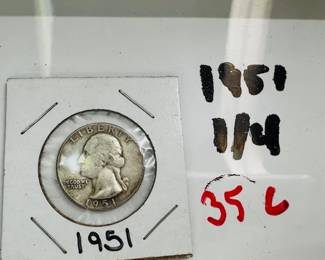 LIBERTY
IN GOD WE
TRUST
1951
1951
1951
1/4
35 C